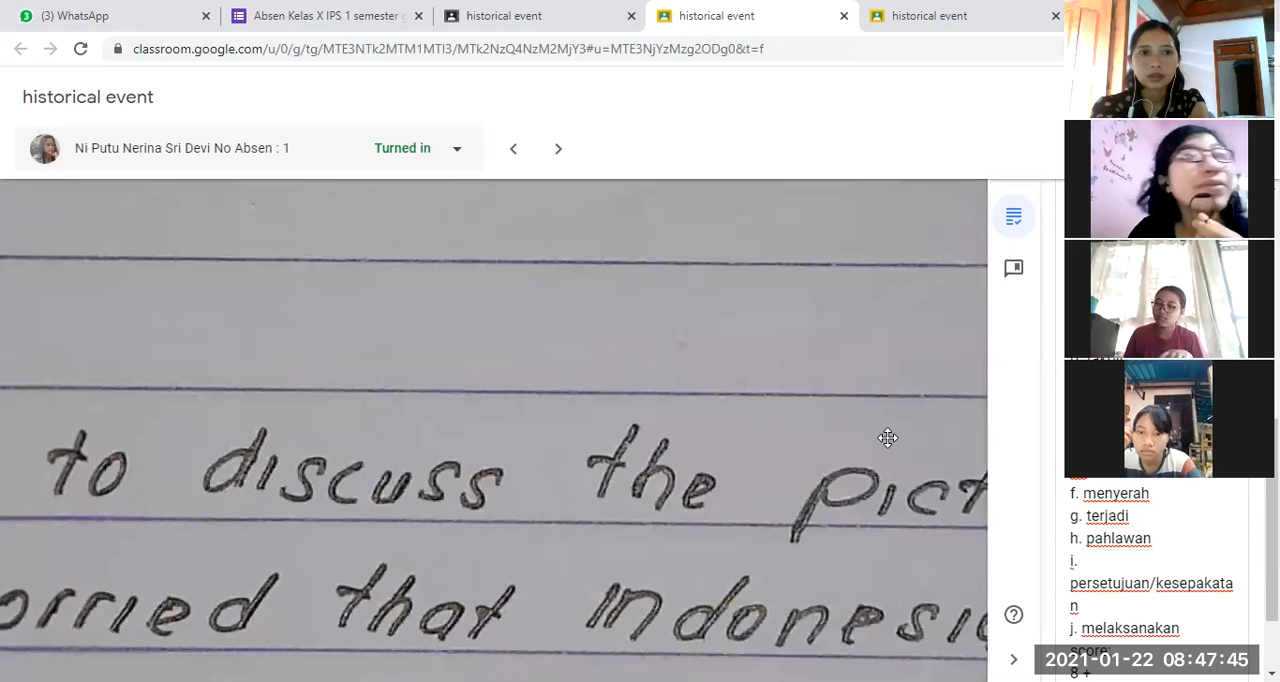 (3) WhatsApp
Absen Kelas X IPS 1 semester
historical event
historical event
historical event
classroom.google.com/u/0/g/tg/MTE3NTk2MTM1MTI3/MTk2NzQ4NzM2MjY3#u=MTE3NjYzMzg2ODg0&t=f
historical event
Ni Putu Nerina Sri Devi No Absen : 1
Turned in
to discuss the pict
orried that Indonesi
f. menyerah
g. terjadi
h. pahlawan
i.
persetujuan/kesepakata
n
j. melaksanakan
score:
8 +
2021-01-22 08:47:45